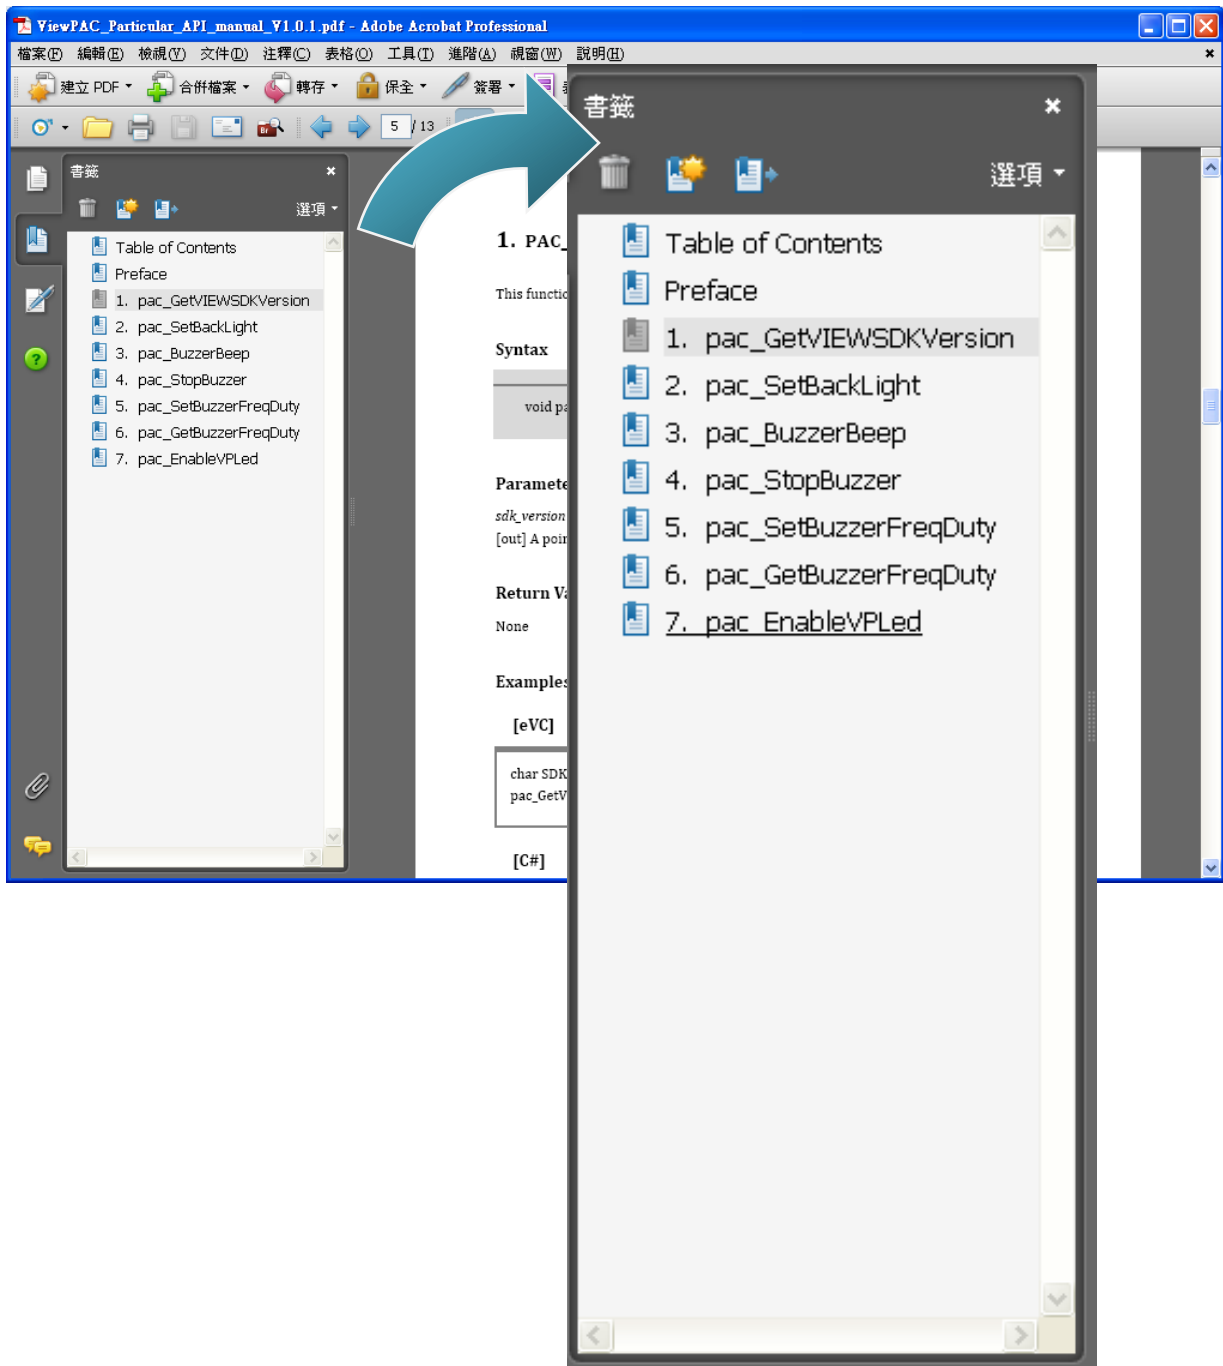 ViewPAC_Particular_API_manual_V1.0.1.pdf - Adobe Acrobat Professional
檔案(F) 編輯(E) 檢視(V) 文件(D) 注釋(C) 表格(O) 工具(T) 進階(A) 視窗(W) 說明(H)
建立 PDF 合併檔案 轉存 保全 簽署
5 / 13
書籤
選項
Table of Contents
Preface
1. pac_GetVIEWSDKVersion
2. pac_SetBackLight
3. pac_BuzzerBeep
4. pac_StopBuzzer
5. pac_SetBuzzerFreqDuty
6. pac_GetBuzzerFreqDuty
7. pac_EnableVPLed
1. PAC_
This functio
Syntax
void pa
Paramete
sdk_version
[out] A poin
Return Va
None
Examples
[eVC]
char SDK
pac_GetV
[C#]
書籤
選項
Table of Contents
Preface
1. pac_GetVIEWSDKVersion
2. pac_SetBackLight
3. pac_BuzzerBeep
4. pac_StopBuzzer
5. pac_SetBuzzerFreqDuty
6. pac_GetBuzzerFreqDuty
7. pac_EnableVPLed